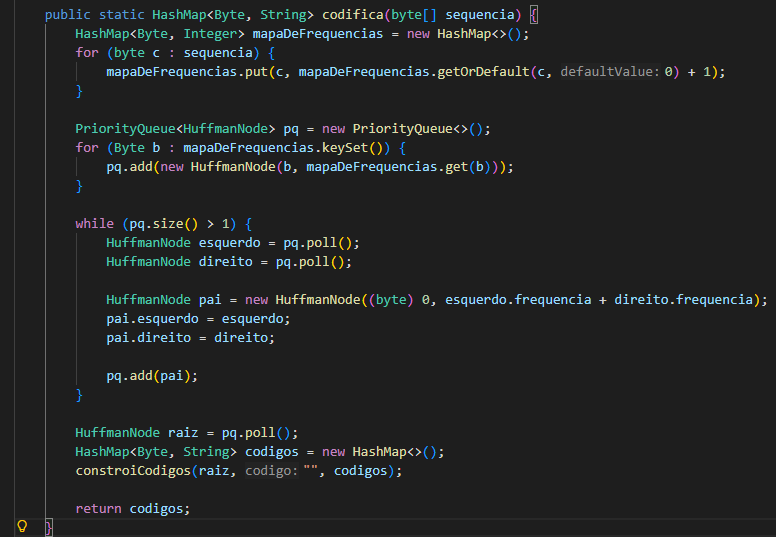 public static HashMap<Byte, String> codifica(byte[] sequencia) {
HashMap<Byte, Integer> mapaDeFrequencias = new HashMap<>();
for (byte c : sequencia) {
mapaDeFrequencias.put(c, mapaDeFrequencias.getOrDefault(c, defaultValue: 0) + 1);
}
PriorityQueue<HuffmanNode> pq = new PriorityQueue<>();
for (Byte b : mapaDeFrequencias.keySet()) {
pq.add(new HuffmanNode(b, mapaDeFrequencias.get(b)));
}
while (pq.size() > 1) {
HuffmanNode esquerdo = pq.poll();
HuffmanNode direito = pq.poll();
HuffmanNode pai = new HuffmanNode((byte) 0, esquerdo.frequencia + direito.frequencia);
pai.esquerdo = esquerdo;
pai.direito = direito;
pq.add(pai);
}
HuffmanNode raiz = pq.poll();
HashMap<Byte, String> codigos = new HashMap<>();
constroiCodigos(raiz, codigo: "", codigos);
return codigos;
}